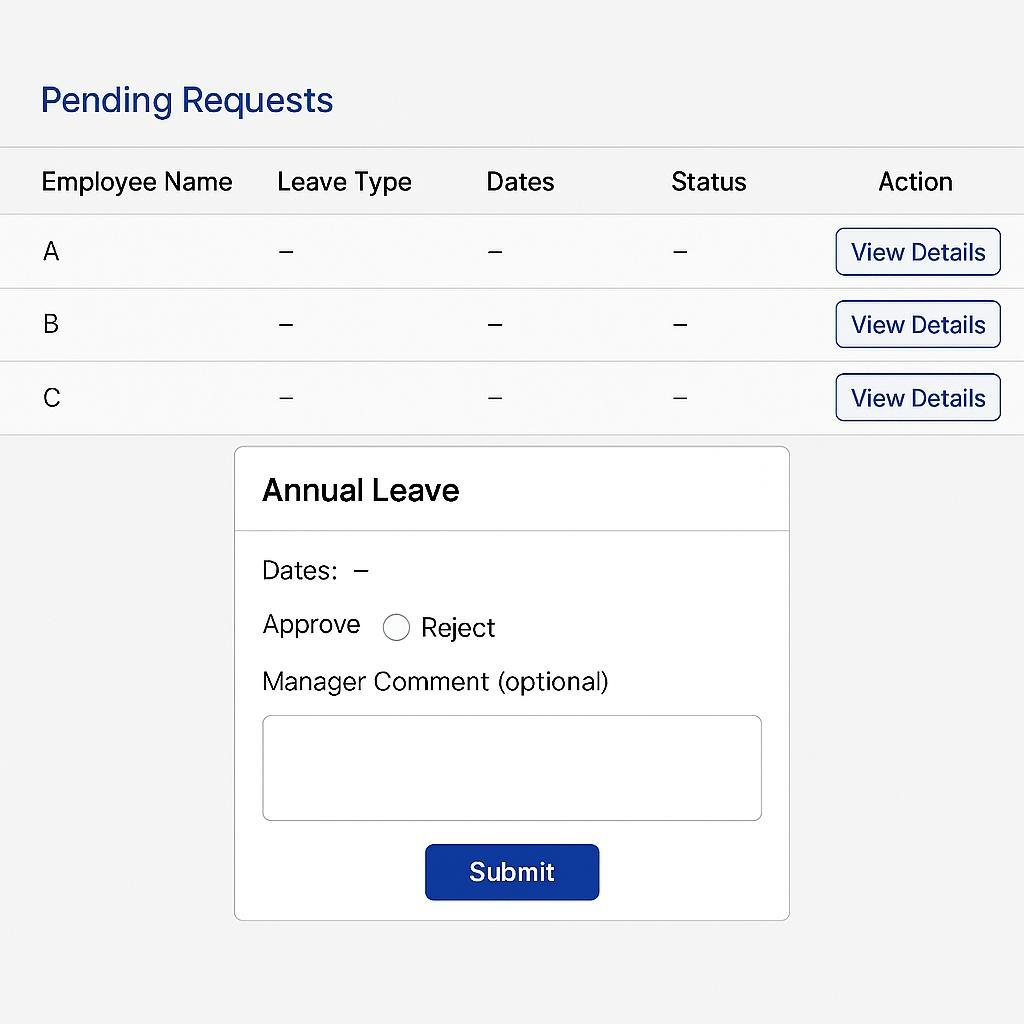 Pending Requests
Employee Name Leave Type Dates Status Action
A – – – View Details
B – – – View Details
C – – – View Details
Annual Leave
Dates: –
Approve Reject
Manager Comment (optional)
Submit